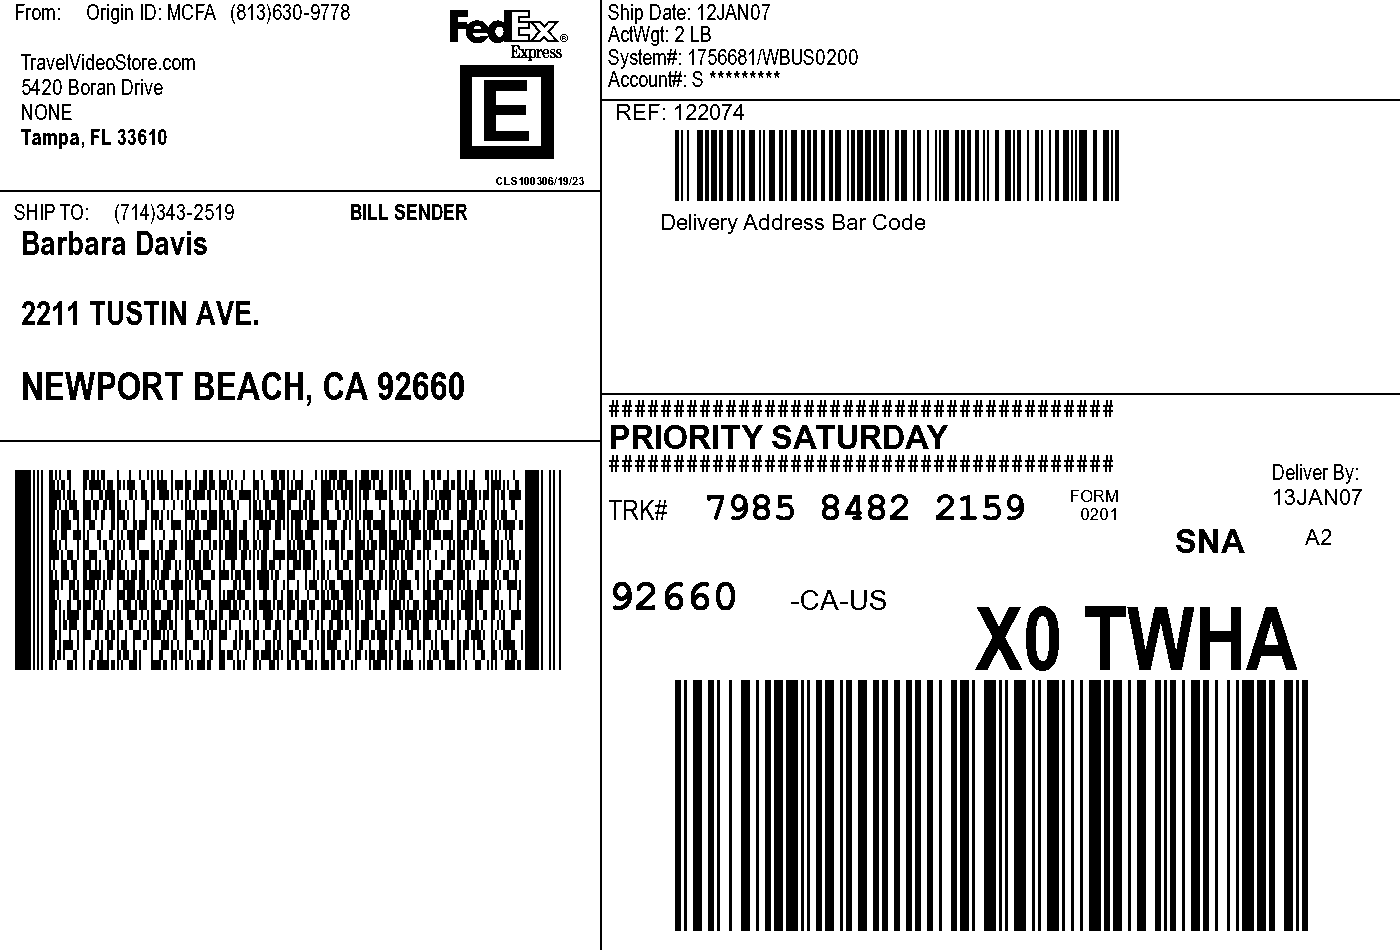 From: Origin ID: MCFA (813)630-9778
TravelVideoStore.com
5420 Boran Drive
NONE
Tampa, FL 33610
FedEx®
Express
E
CLS100306/19/23
SHIP TO: (714)343-2519 BILL SENDER
Barbara Davis
2211 TUSTIN AVE.
NEWPORT BEACH, CA 92660
Ship Date: 12JAN07
ActWgt: 2 LB
System#: 1756681/WBUS0200
Account#: S *********
REF: 122074
Delivery Address Bar Code
#######################################
PRIORITY SATURDAY
#######################################
Deliver By:
13JAN07
TRK# 7985 8482 2159 FORM
0201
SNA A2
92660 -CA-US
X0 TWHA